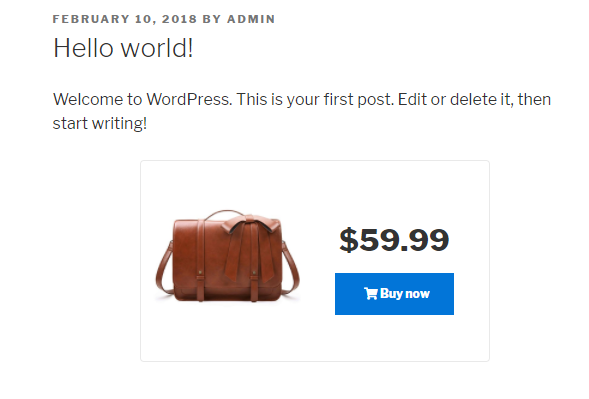 FEBRUARY 10, 2018 BY ADMIN
Hello world!
Welcome to WordPress. This is your first post. Edit or delete it, then
start writing!
$59.99
Buy now